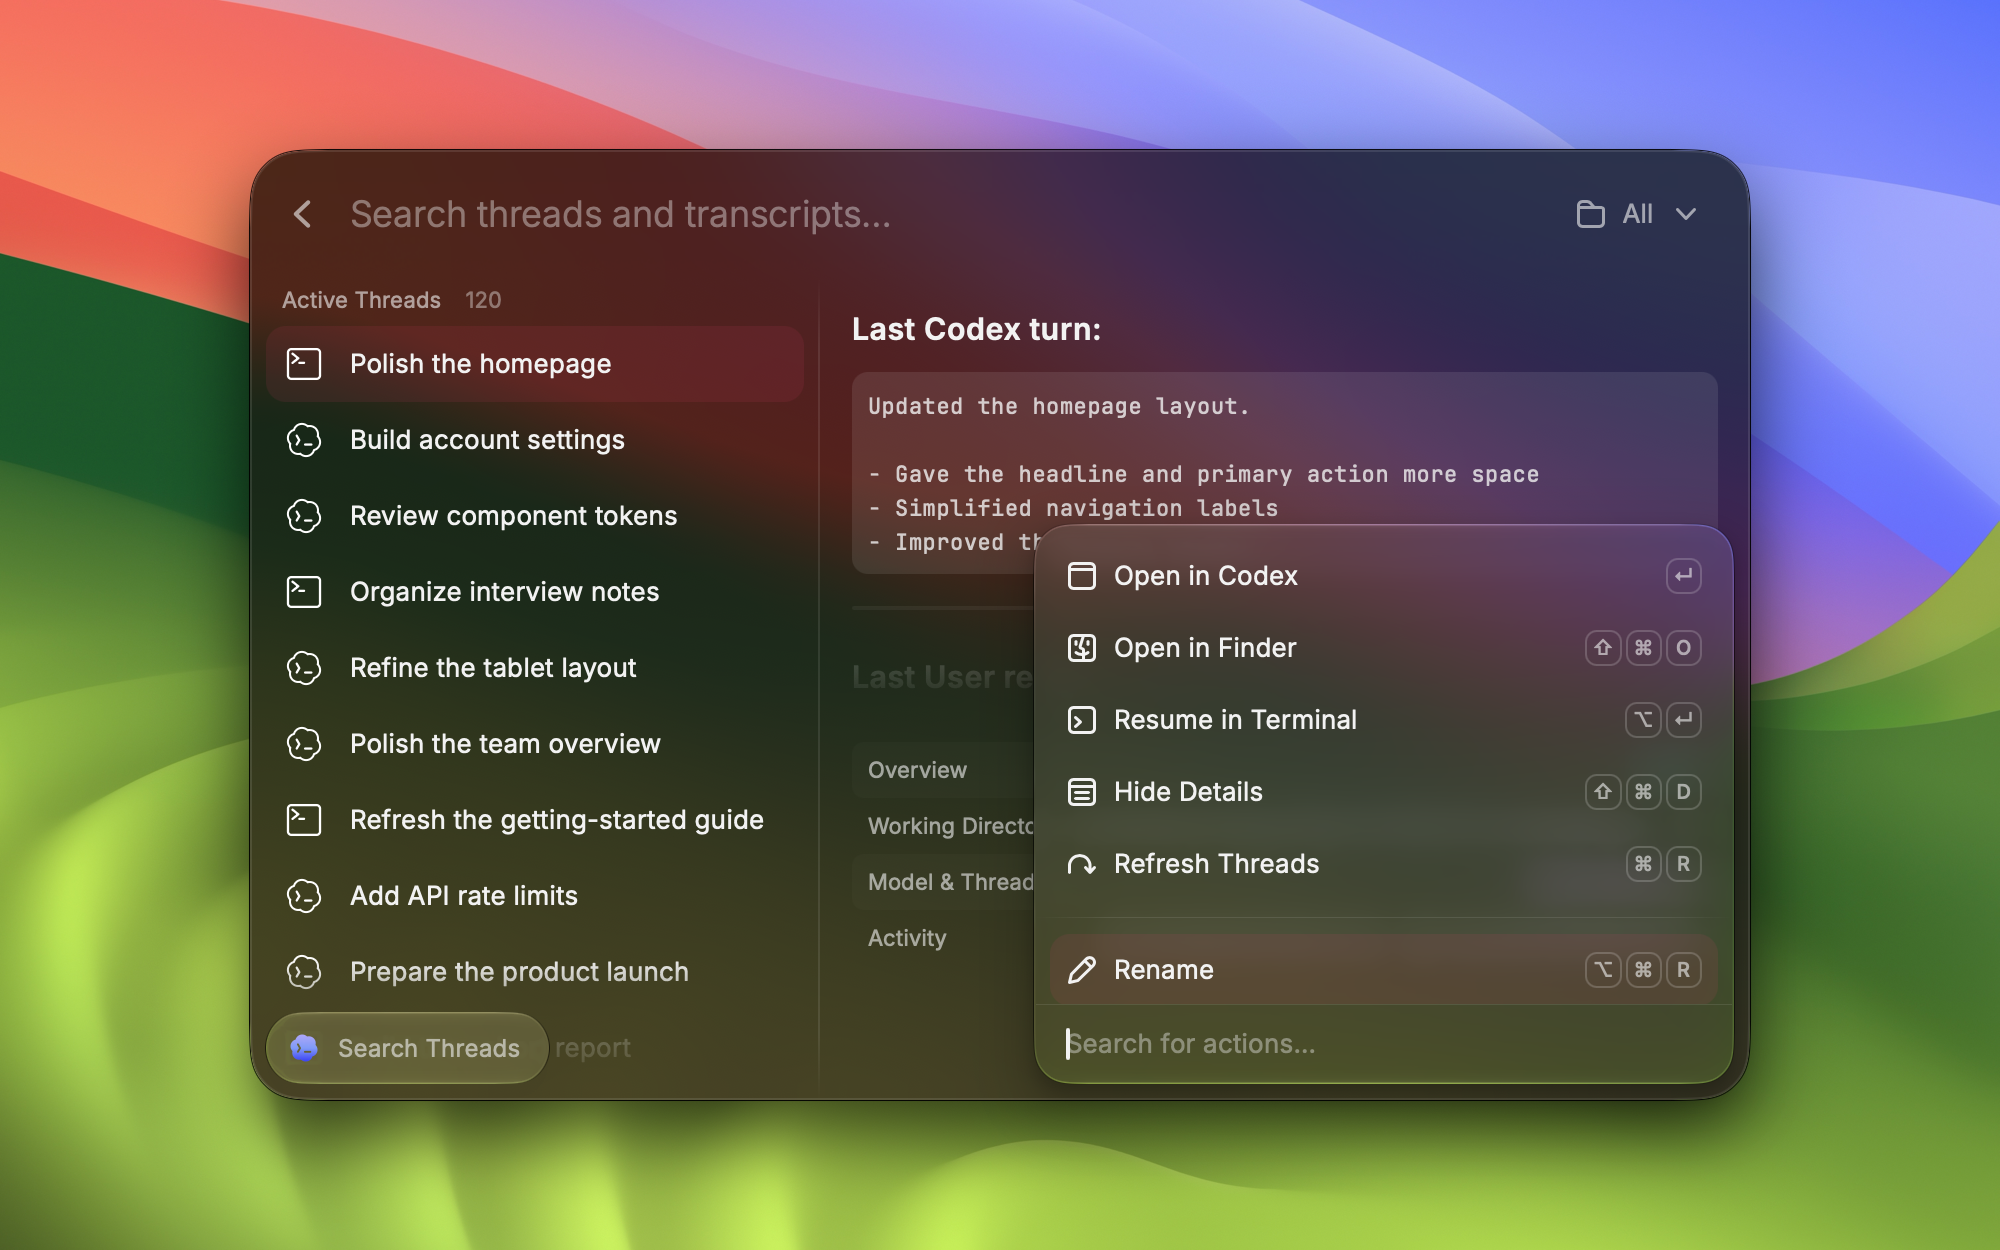 Search threads and transcripts...
All
Active Threads 120
Polish the homepage
Build account settings
Review component tokens
Organize interview notes
Refine the tablet layout
Polish the team overview
Refresh the getting-started guide
Add API rate limits
Prepare the product launch
report
Search Threads
Last Codex turn:
Updated the homepage layout.
- Gave the headline and primary action more space
- Simplified navigation labels
- Improved
Last User
Overview
Working
Model & Thread
Activity
Open in Codex ↵
Open in Finder ⇧ ⌘ O
Resume in Terminal ⌥ ↵
Hide Details ⇧ ⌘ D
Refresh Threads ⌘ R
Rename ⌥ ⌘ R
Search for actions...